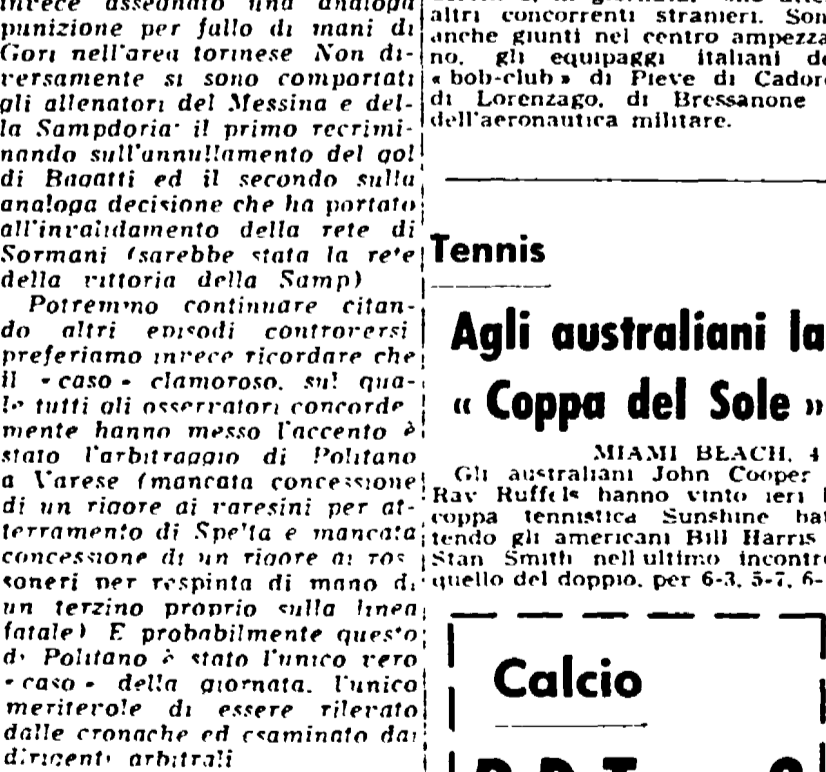 invece assegnato una analoga
punizione per fallo di mani di
Gori nell'area torinese Non di-
versamente si sono comportati
gli allenatori del Messina e del-
la Sampdoria: il primo recrimi-
nando sull'annullamento del gol
di Bagatti ed il secondo sulla
analoga decisione che ha portato
all'invalidamento della rete di
Sormani (sarebbe stata la rete
della vittoria della Samp)
Potremmo continuare citan-
do altri episodi controversi
preferiamo invece ricordare che
il «caso» clamoroso, sul qua-
le tutti gli osservatori concorde
mente hanno messo l'accento è
stato l'arbitraggio di Politano
a Varese (mancata concessione
di un rigore ai varesini per at-
terramento di Spelta e mancata
concessione di un rigore ai ros
soneri per respinta di mano di
un terzino proprio sulla linea
fatale) E probabilmente questo
di Politano è stato l'unico vero
«caso» della giornata, l'unico
meritevole di essere rilevato
dalle cronache ed esaminato dai
dirigenti arbitrali
altri concorrenti stranieri. Son
anche giunti nel centro ampezza
no, gli equipaggi italiani de
«bob-club» di Pieve di Cador
di Lorenzago, di Bressanone
dell'aeronautica militare.
Tennis
Agli australiani la
« Coppa del Sole »
MIAMI BEACH, 4
Gli australiani John Cooper
Ray Ruffels hanno vinto ieri l
coppa tennistica Sunshine bat
tendo gli americani Bill Harris
Stan Smith nell'ultimo incontro
quello del doppio, per 6-3, 5-7, 6-
Calcio